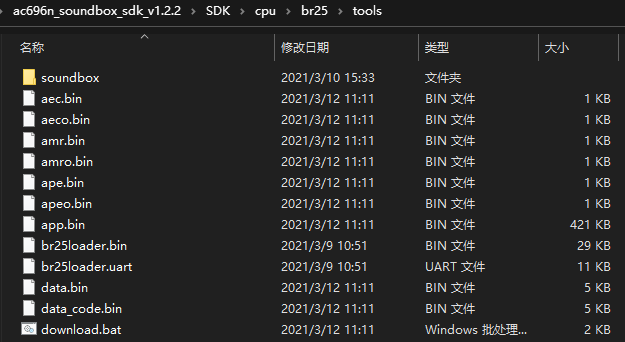 ac696n_soundbox_sdk_v1.2.2 > SDK > cpu > br25 > tools
名称 修改日期 类型 大小
soundbox 2021/3/10 15:33 文件夹
aec.bin 2021/3/12 11:11 BIN 文件 1 KB
aeco.bin 2021/3/12 11:11 BIN 文件 1 KB
amr.bin 2021/3/12 11:11 BIN 文件 1 KB
amro.bin 2021/3/12 11:11 BIN 文件 1 KB
ape.bin 2021/3/12 11:11 BIN 文件 1 KB
apeo.bin 2021/3/12 11:11 BIN 文件 1 KB
app.bin 2021/3/12 11:11 BIN 文件 421 KB
br25loader.bin 2021/3/9 10:51 BIN 文件 29 KB
br25loader.uart 2021/3/9 10:51 UART 文件 11 KB
data.bin 2021/3/12 11:11 BIN 文件 5 KB
data_code.bin 2021/3/12 11:11 BIN 文件 5 KB
download.bat 2021/3/12 11:11 Windows 批处理... 2 KB